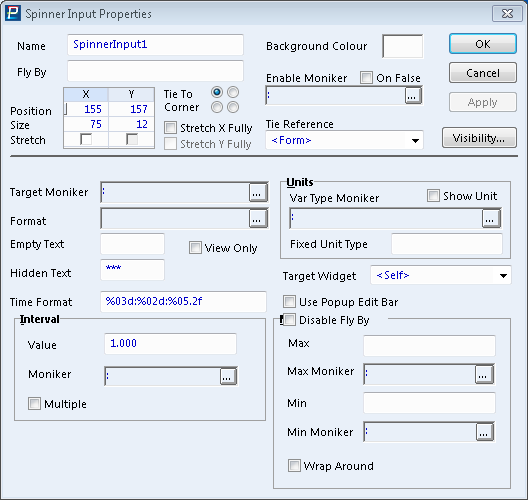 Spinner Input Properties
Name SpinnerInput1
Fly By
X Y
Position 155 157
Size 75 12
Stretch
Tie To Corner
Stretch X Fully
Stretch Y Fully
Background Colour
Enable Moniker On False
: ...
Tie Reference
<Form>
OK
Cancel
Apply
Visibility...
Target Moniker : ...
Format ...
Empty Text
View Only
Hidden Text ***
Time Format %03d:%02d:%05.2f
Interval
Value 1.000
Moniker : ...
Multiple
Units
Var Type Moniker Show Unit
: ...
Fixed Unit Type
Target Widget <Self>
Use Popup Edit Bar
Disable Fly By
Max
Max Moniker : ...
Min
Min Moniker : ...
Wrap Around